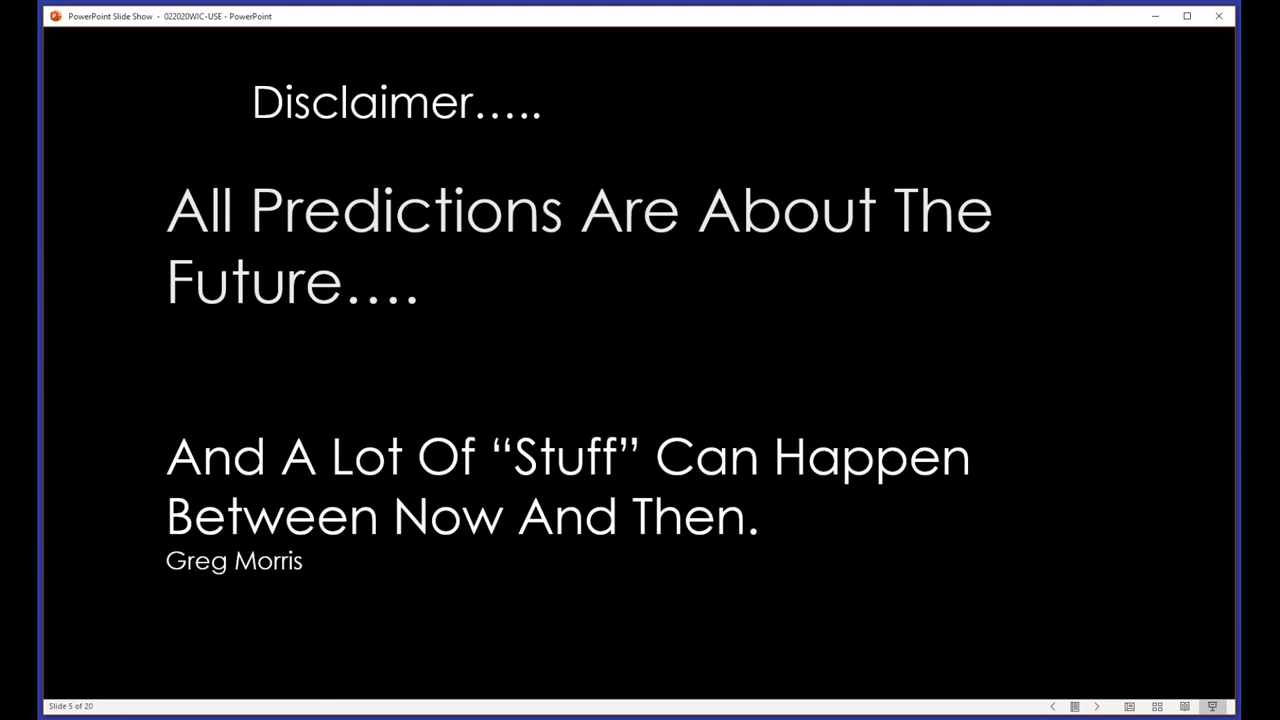 PowerPoint Slide Show - 022020WIC-USE - PowerPoint
Disclaimer.....
All Predictions Are About The
Future....
And A Lot Of “Stuff” Can Happen
Between Now And Then.
Greg Morris
Slide 5 of 20